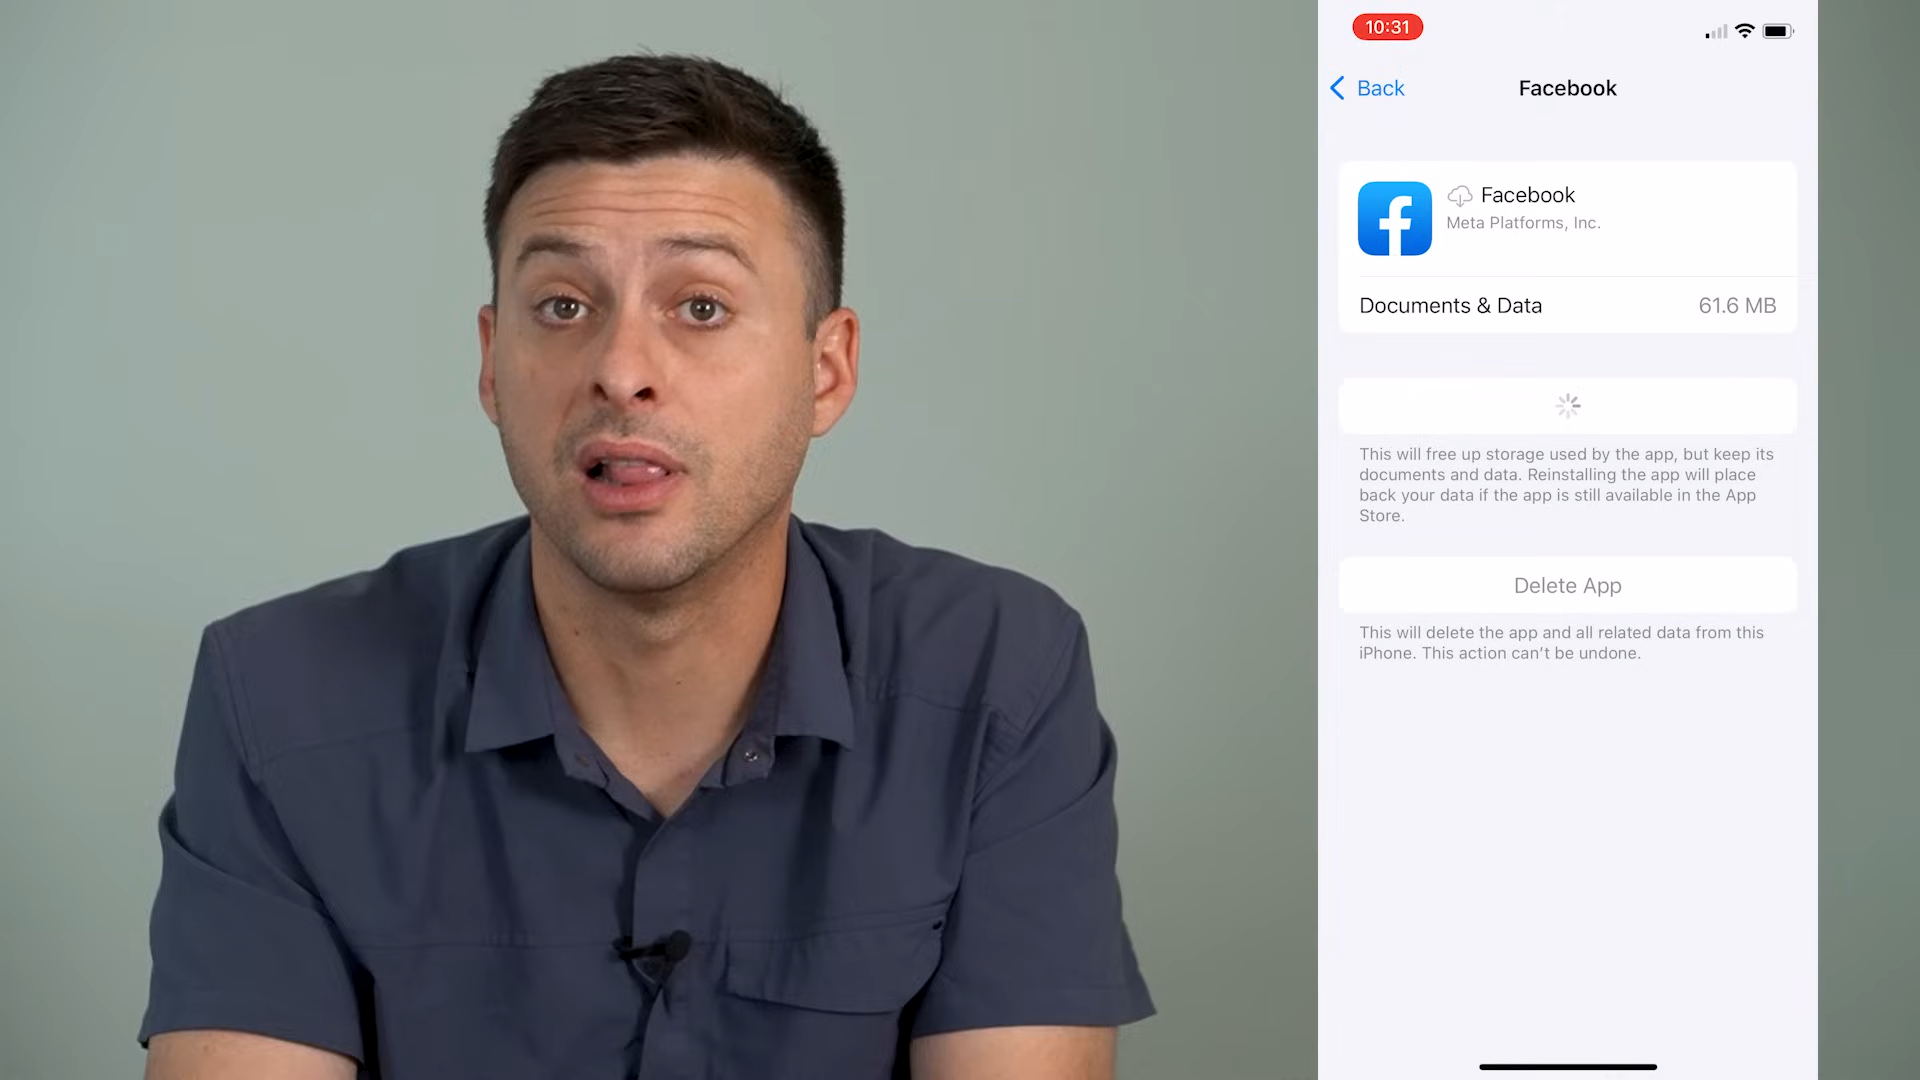 10:31
Back
Facebook
Facebook
Meta Platforms, Inc.
Documents & Data 61.6 MB
This will free up storage used by the app, but keep its
documents and data. Reinstalling the app will place
back your data if the app is still available in the App
Store.
Delete App
This will delete the app and all related data from this
iPhone. This action can't be undone.